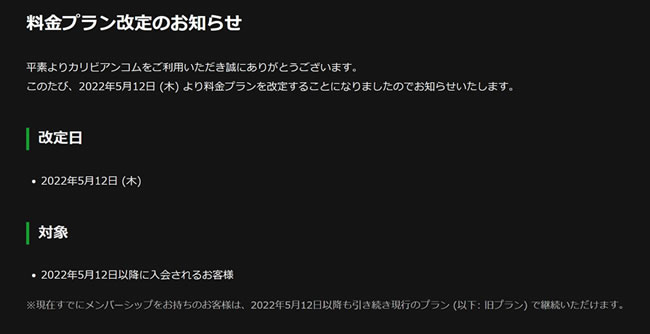 料金プラン改定のお知らせ
平素よりカリビアンコムをご利用いただき誠にありがとうございます。
このたび、2022年5月12日 (木) より料金プランを改定することになりましたのでお知らせいたします。
改定日
• 2022年5月12日 (木)
対象
• 2022年5月12日以降に入会されるお客様
※現在すでにメンバーシップをお持ちのお客様は、2022年5月12日以降も引き続き現行のプラン (以下: 旧プラン) で継続いただけます。